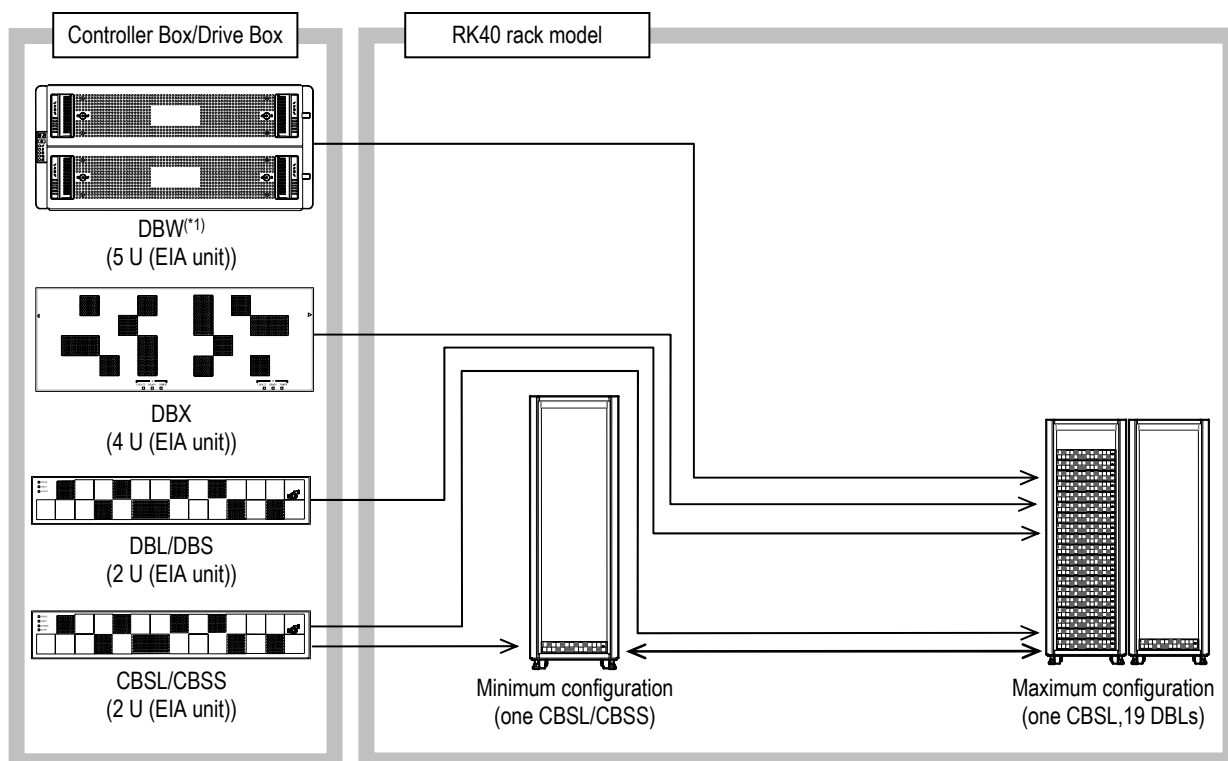 Controller Box/Drive Box
RK40 rack model
DBW(*1)
(5 U (EIA unit))
DBX
(4 U (EIA unit))
DBL/DBS
(2 U (EIA unit))
CBSL/CBSS
(2 U (EIA unit))
Minimum configuration
(one CBSL/CBSS)
Maximum configuration
(one CBSL,19 DBLs)